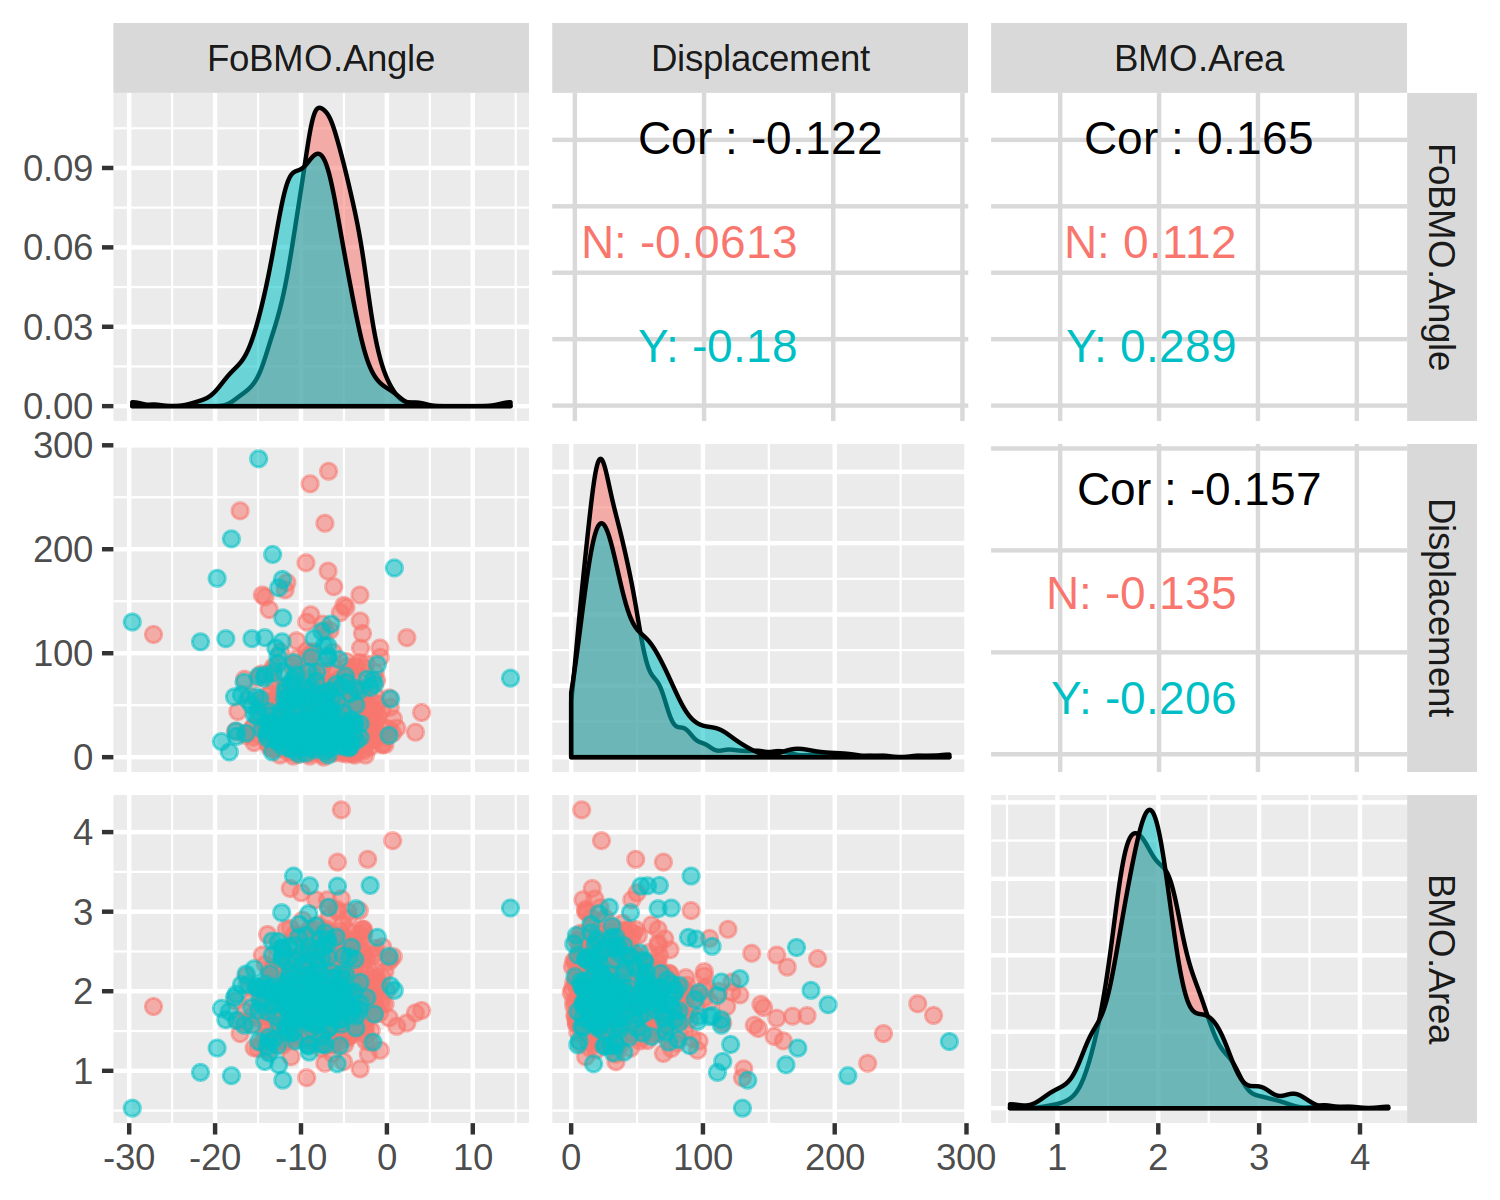 FoBMO.Angle Displacement BMO.Area
Cor : -0.122 Cor : 0.165
N: -0.0613 N: 0.112
Y: -0.18 Y: 0.289
FoBMO.Angle
0.09
0.06
0.03
0.00
Cor : -0.157
N: -0.135
Y: -0.206
Displacement
300
200
100
0
BMO.Area
4
3
2
1
-30 -20 -10 0 10 0 100 200 300 1 2 3 4